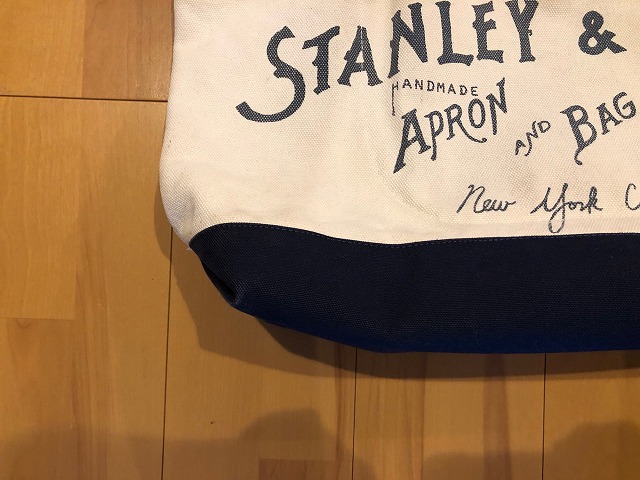 STANLEY &
HANDMADE
APRON AND BAG
New York